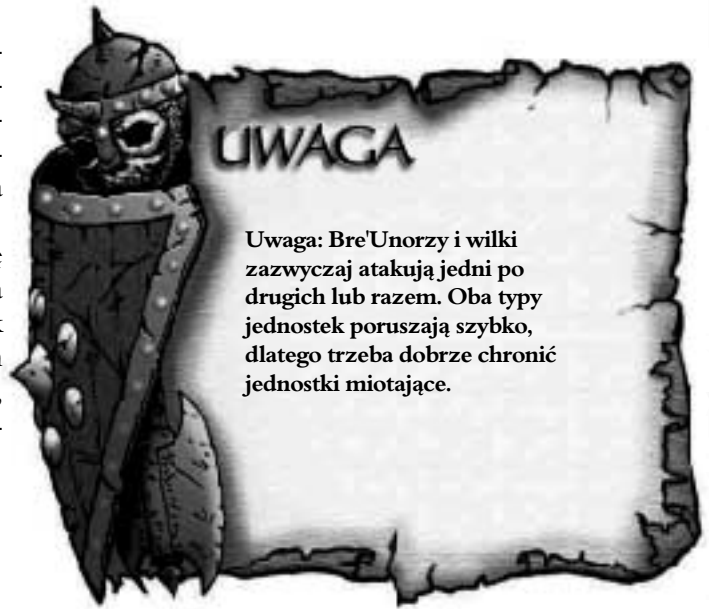 UWAGA
Uwaga: Bre'Unorzy i wilki
zazwyczaj atakują jedni po
drugich lub razem. Oba typy
jednostek poruszają szybko,
dlatego trzeba dobrze chronić
jednostki miotające.